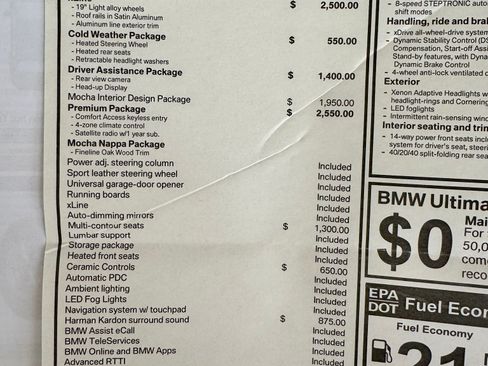 - 19" Light alloy wheels $ 2,500.00
- Roof rails in Satin Aluminum
- Aluminum line exterior trim
Cold Weather Package $ 550.00
- Heated Steering Wheel
- Heated rear seats
- Retractable headlight washers
Driver Assistance Package $ 1,400.00
- Rear view camera
- Head-up Display
Mocha Interior Design Package $ 1,950.00
Premium Package $ 2,550.00
- Comfort Access keyless entry
- 4-zone climate control
- Satellite radio w/1 year sub.
Mocha Nappa Package
- Fineline Oak Wood Trim
Power adj. steering column Included
Sport leather steering wheel Included
Universal garage-door opener Included
Running boards Included
xLine Included
Auto-dimming mirrors Included
Multi-contour seats $ 1,300.00
Lumbar support Included
Storage package Included
Heated front seats Included
Ceramic Controls $ 650.00
Automatic PDC Included
Ambient lighting Included
LED Fog Lights Included
Navigation system w/ touchpad Included
Harman Kardon surround sound $ 875.00
BMW Assist eCall Included
BMW TeleServices Included
BMW Online and BMW Apps Included
Advanced RTTI Included
- 8-speed STEPTRONIC
shift modes
Handling, ride and
- xDrive all-wheel-drive
- Dynamic Stability Control
Compensation, Start-off
Stand-by features, with
Dynamic Brake Control
- 4-wheel anti-lock ventilated
Exterior
- Xenon Adaptive Headlights
headlight-rings and Cornering
- LED foglights
- Intermittent rain-sensing
Interior seating and
- 14-way power front seats
system for driver's seat,
- 40/20/40 split-folding rear
BMW
$0
For
50,0
EPA
DOT
Fuel
Fuel Economy
21